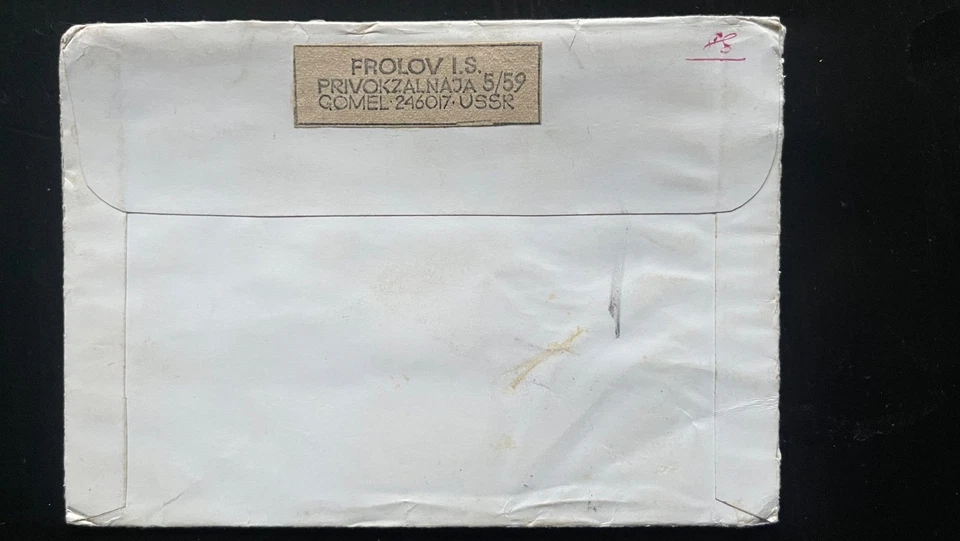 FROLOV I.S.
PRIVOKZALNAJA 5/59
GOMEL·246017·USSR